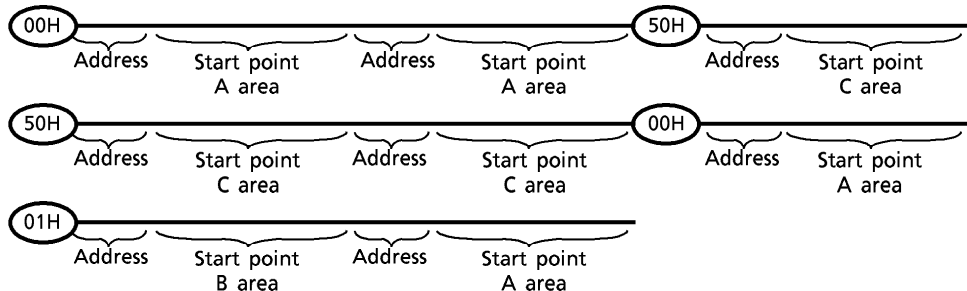 00H 50H
Address Start point Address Start point Address Start point
A area A area C area
50H 00H
Address Start point Address Start point Address Start point
C area C area A area
01H
Address Start point Address Start point
B area A area